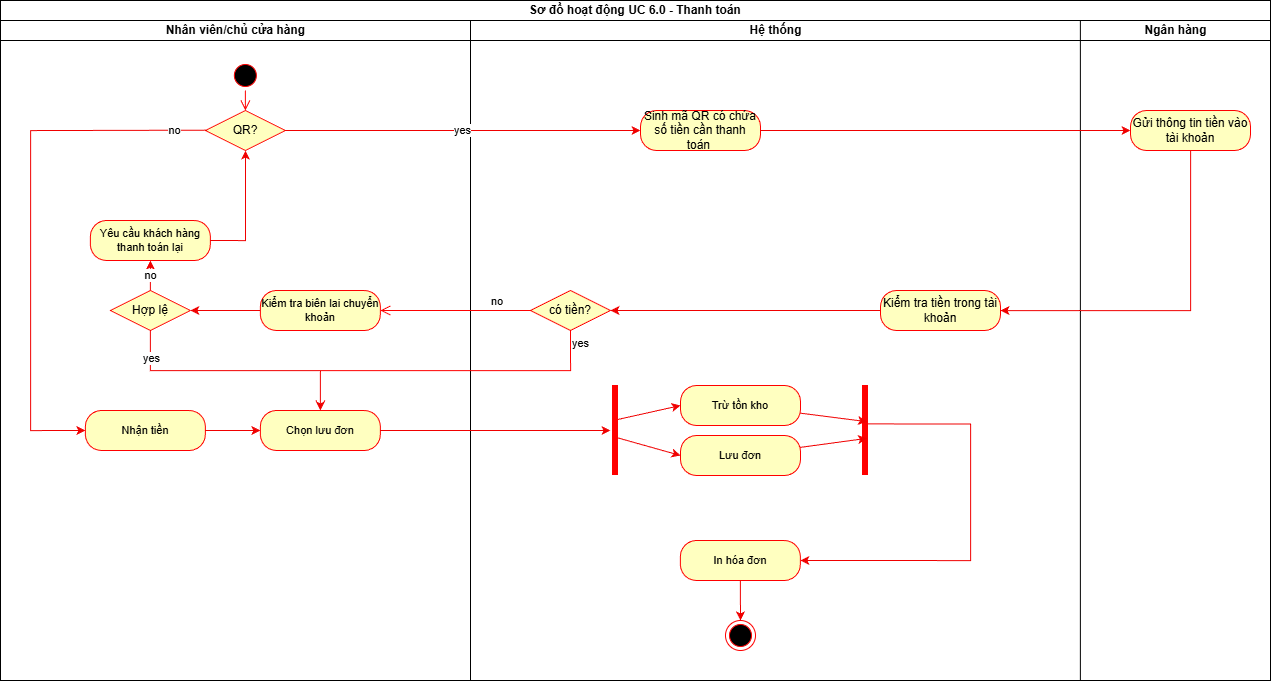 Sơ đồ hoạt động UC 6.0 - Thanh toán
Nhân viên/chủ cửa hàng
Hệ thống
Ngân hàng
QR?
no
yes
Sinh mã QR có chứa
số tiền cần thanh
toán
Gửi thông tin tiền vào
tài khoản
Yêu cầu khách hàng
thanh toán lại
no
Hợp lệ
Kiểm tra biên lai chuyển
khoản
no
có tiền?
Kiểm tra tiền trong tài
khoản
yes
yes
Nhận tiền
Chọn lưu đơn
Trừ tồn kho
Lưu đơn
In hóa đơn